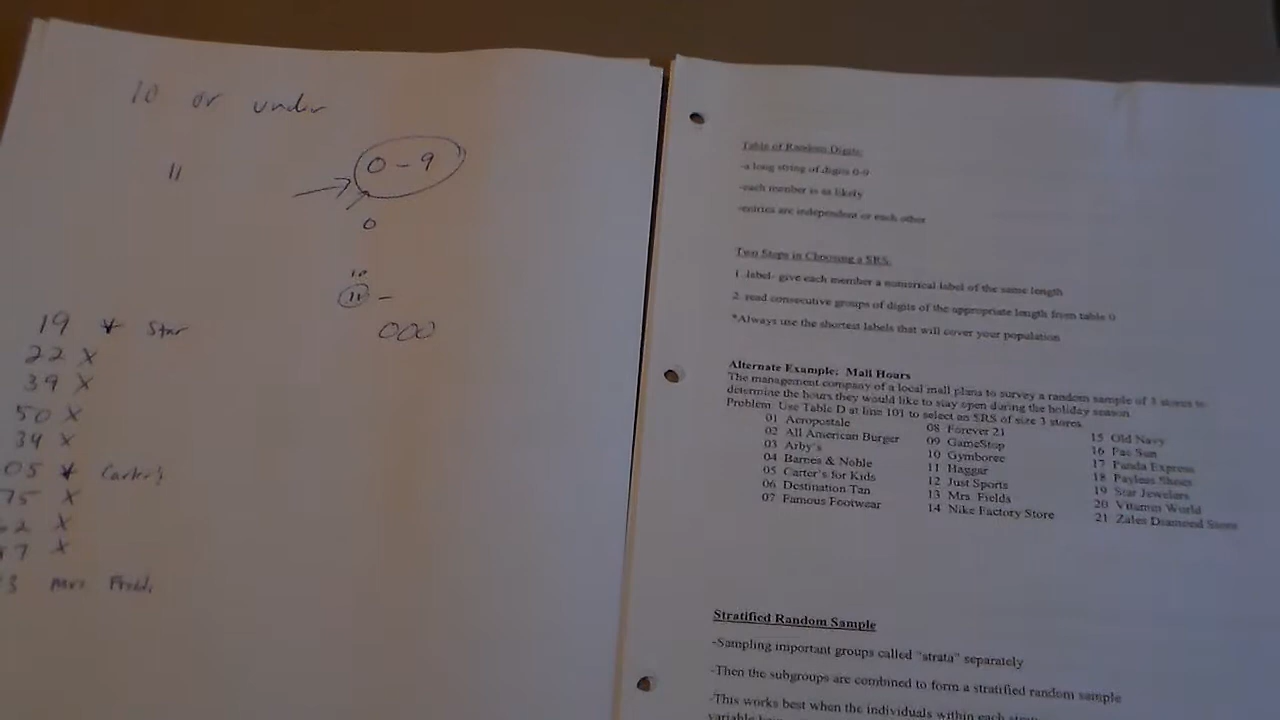 10 or under
11
0-9
0
10
11 -
000
19 * Star
22 X
39 X
50 X
34 X
05 * Carter's
75 X
62 X
87 X
13 Mrs. Fields
Table of Random Digits:
-a long string of digits 0-9
-each member is as likely
-entries are independent or each other
Two Steps in Choosing a SRS:
1. label- give each member a numerical label of the same length
2. read consecutive groups of digits of the appropriate length from table
*Always use the shortest labels that will cover your population
Alternate Example: Mall Hours
The management company of a local mall plans to survey a random sample of 3 stores to
determine the hours they would like to stay open during the holiday season.
Problem: Use Table D at line 101 to select an SRS of size 3 stores.
01 Aeropostale
02 All American Burger
03 Arby's
04 Barnes & Noble
05 Carter's for Kids
06 Destination Tan
07 Famous Footwear
08 Forever 21
09 GameStop
10 Gymboree
11 Haggar
12 Just Sports
13 Mrs. Fields
14 Nike Factory Store
15 Old Navy
16 Pac Sun
17 Panda Express
18 Payless Shoes
19 Star Jewelers
20 Vitamin World
21 Zales Diamond Store
Stratified Random Sample
-Sampling important groups called "strata" separately
-Then the subgroups are combined to form a stratified random sample
-This works best when the individuals within each